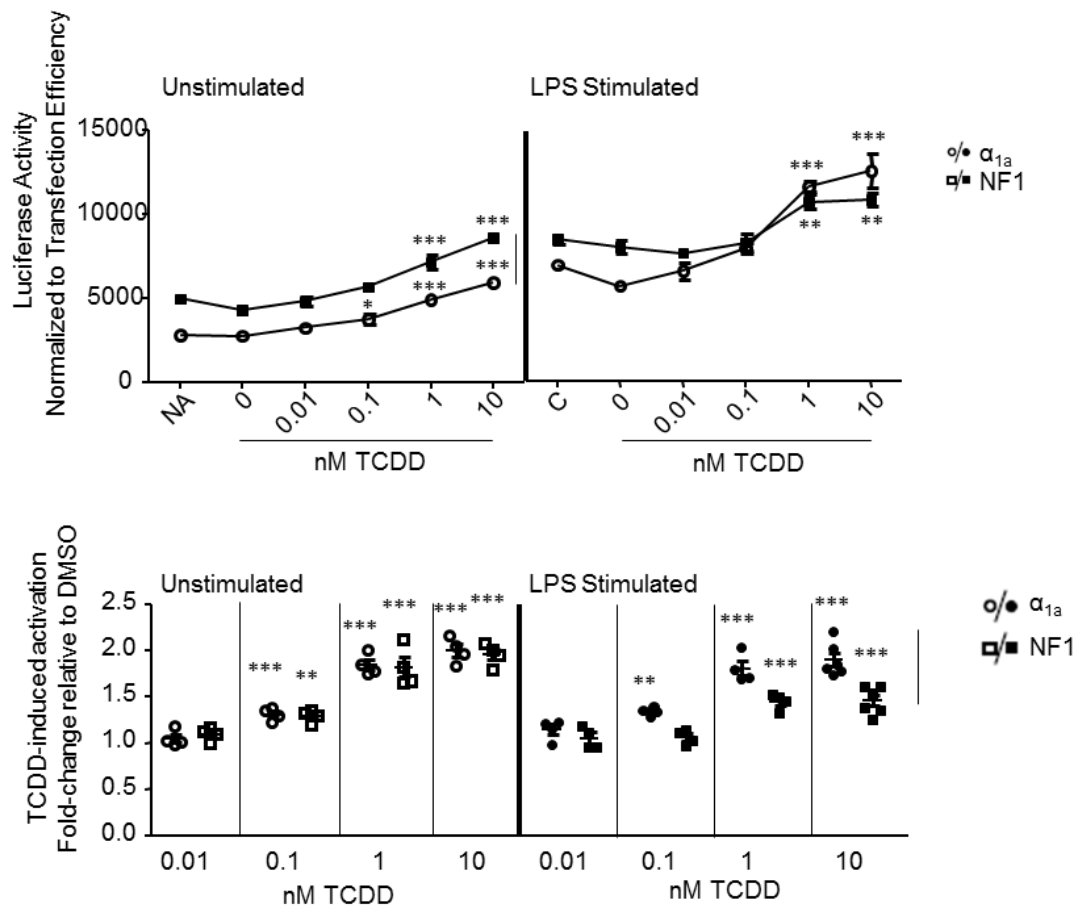 Luciferase Activity
Normalized to Transfection Efficiency
Unstimulated
LPS Stimulated
15000
10000
5000
0
***
***
***
***
*
***
***
**
**
○/● α1a
□/■ NF1
NA
0
0.01
0.1
1
10
nM TCDD
C
0
0.01
0.1
1
10
nM TCDD
TCDD-induced activation
Fold-change relative to DMSO
Unstimulated
LPS Stimulated
2.5
2.0
1.5
1.0
0.5
0.0
***
**
***
***
***
***
**
***
***
***
***
○/● α1a
□/■ NF1
0.01
0.1
1
10
nM TCDD
0.01
0.1
1
10
nM TCDD